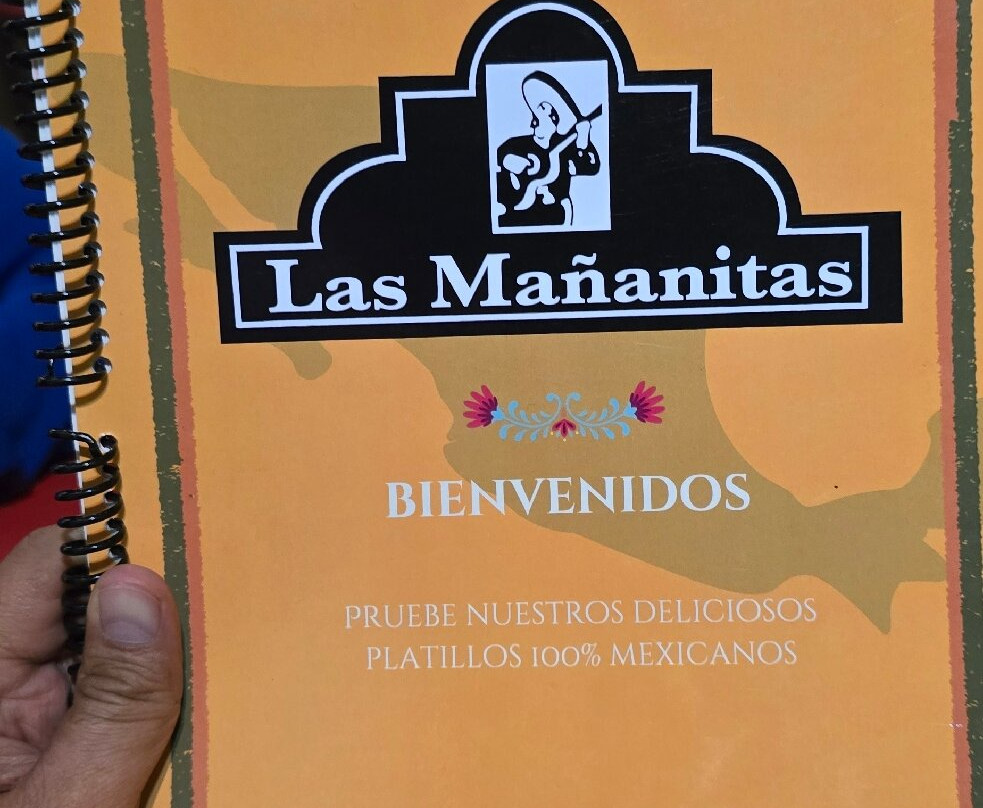 Las Mañanitas
BIENVENIDOS
PRUEBE NUESTROS DELICIOSOS
PLATILLOS 100% MEXICANOS